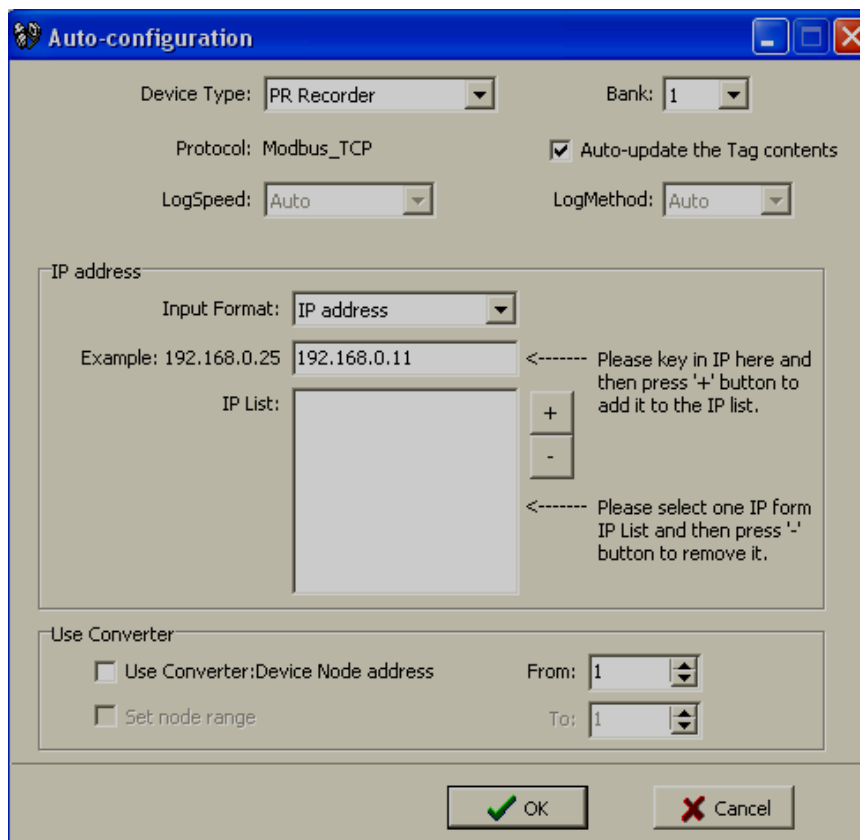 Auto-configuration
Device Type: PR Recorder Bank: 1
Protocol: Modbus_TCP Auto-update the Tag contents
LogSpeed: Auto LogMethod: Auto
IP address
Input Format: IP address
Example: 192.168.0.25 192.168.0.11 <------- Please key in IP here and
then press '+' button to
IP List: + add it to the IP list.
-
<------- Please select one IP form
IP List and then press '-'
button to remove it.
Use Converter
Use Converter:Device Node address From: 1
Set node range To: 1
OK Cancel